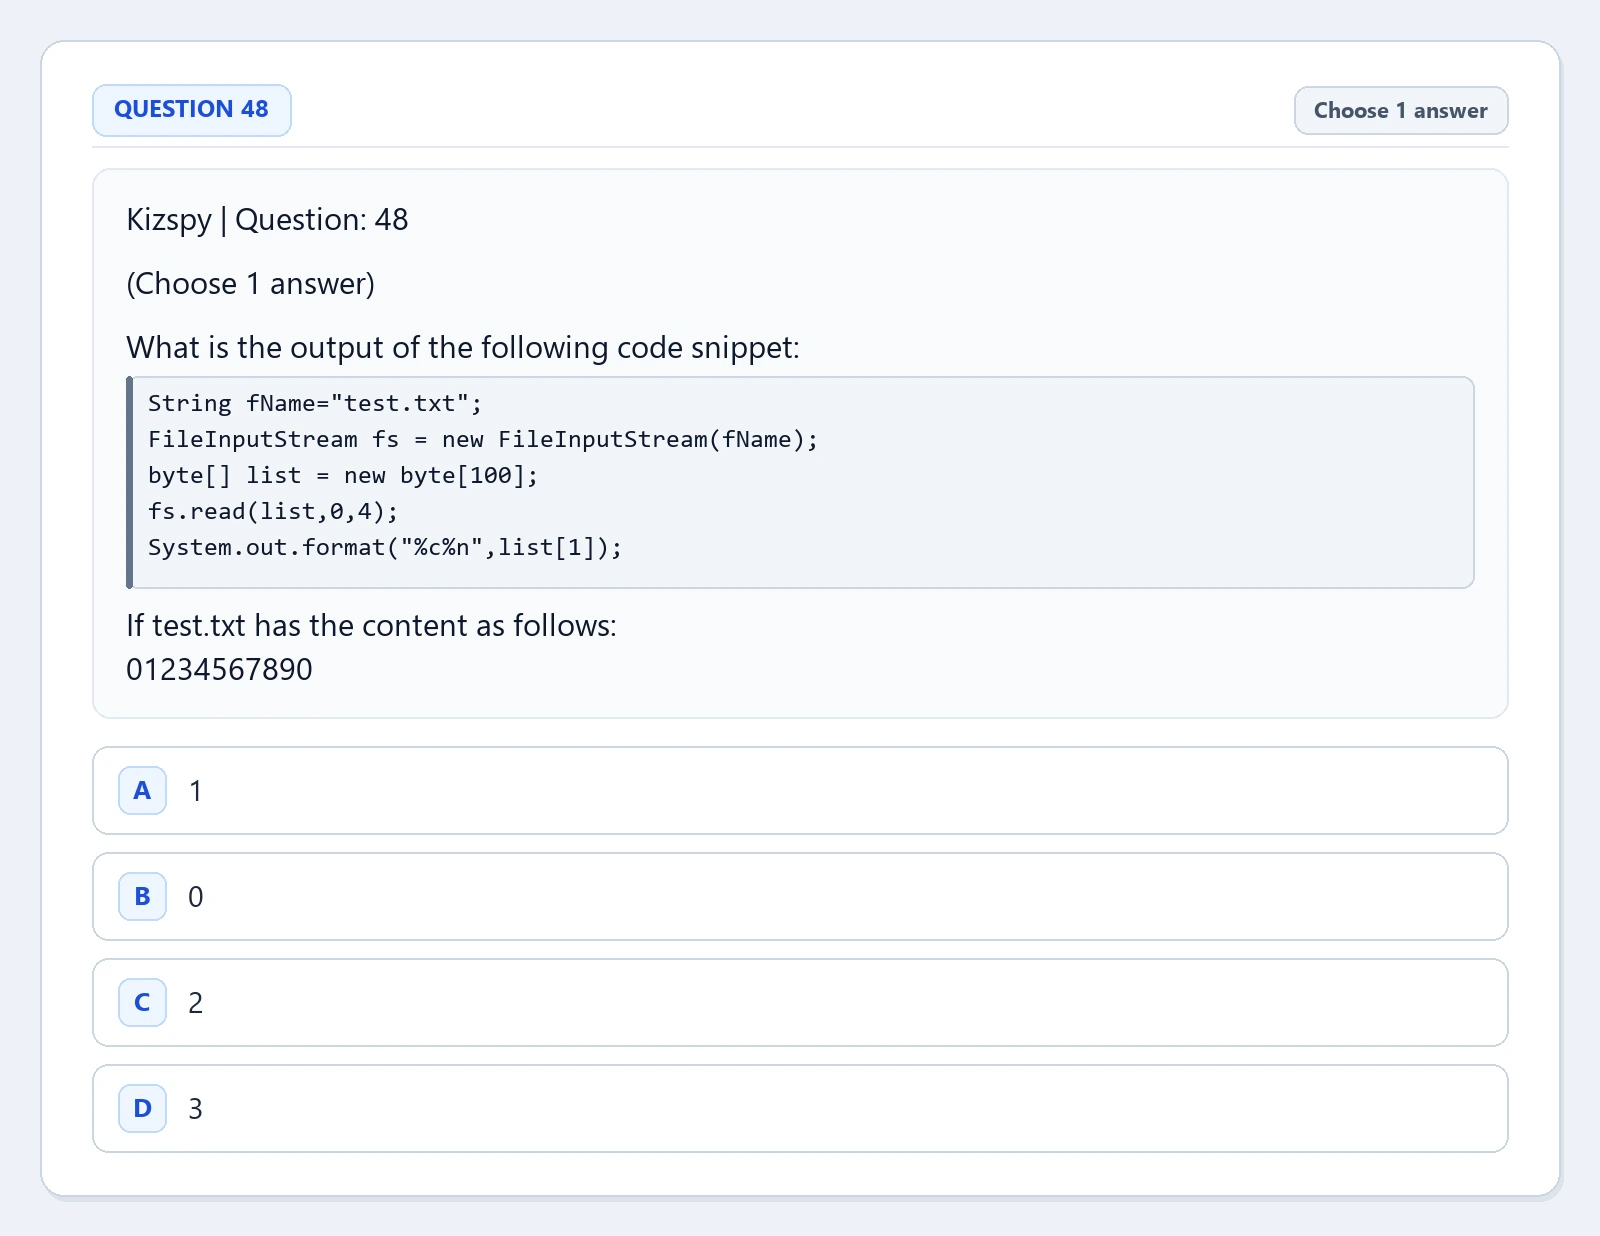 QUESTION 48
Choose 1 answer
Kizspy | Question: 48
(Choose 1 answer)
What is the output of the following code snippet:
String fName="test.txt";
FileInputStream fs = new FileInputStream(fName);
byte[] list = new byte[100];
fs.read(list,0,4);
System.out.format("%c%n",list[1]);
If test.txt has the content as follows:
01234567890
A 1
B 0
C 2
D 3